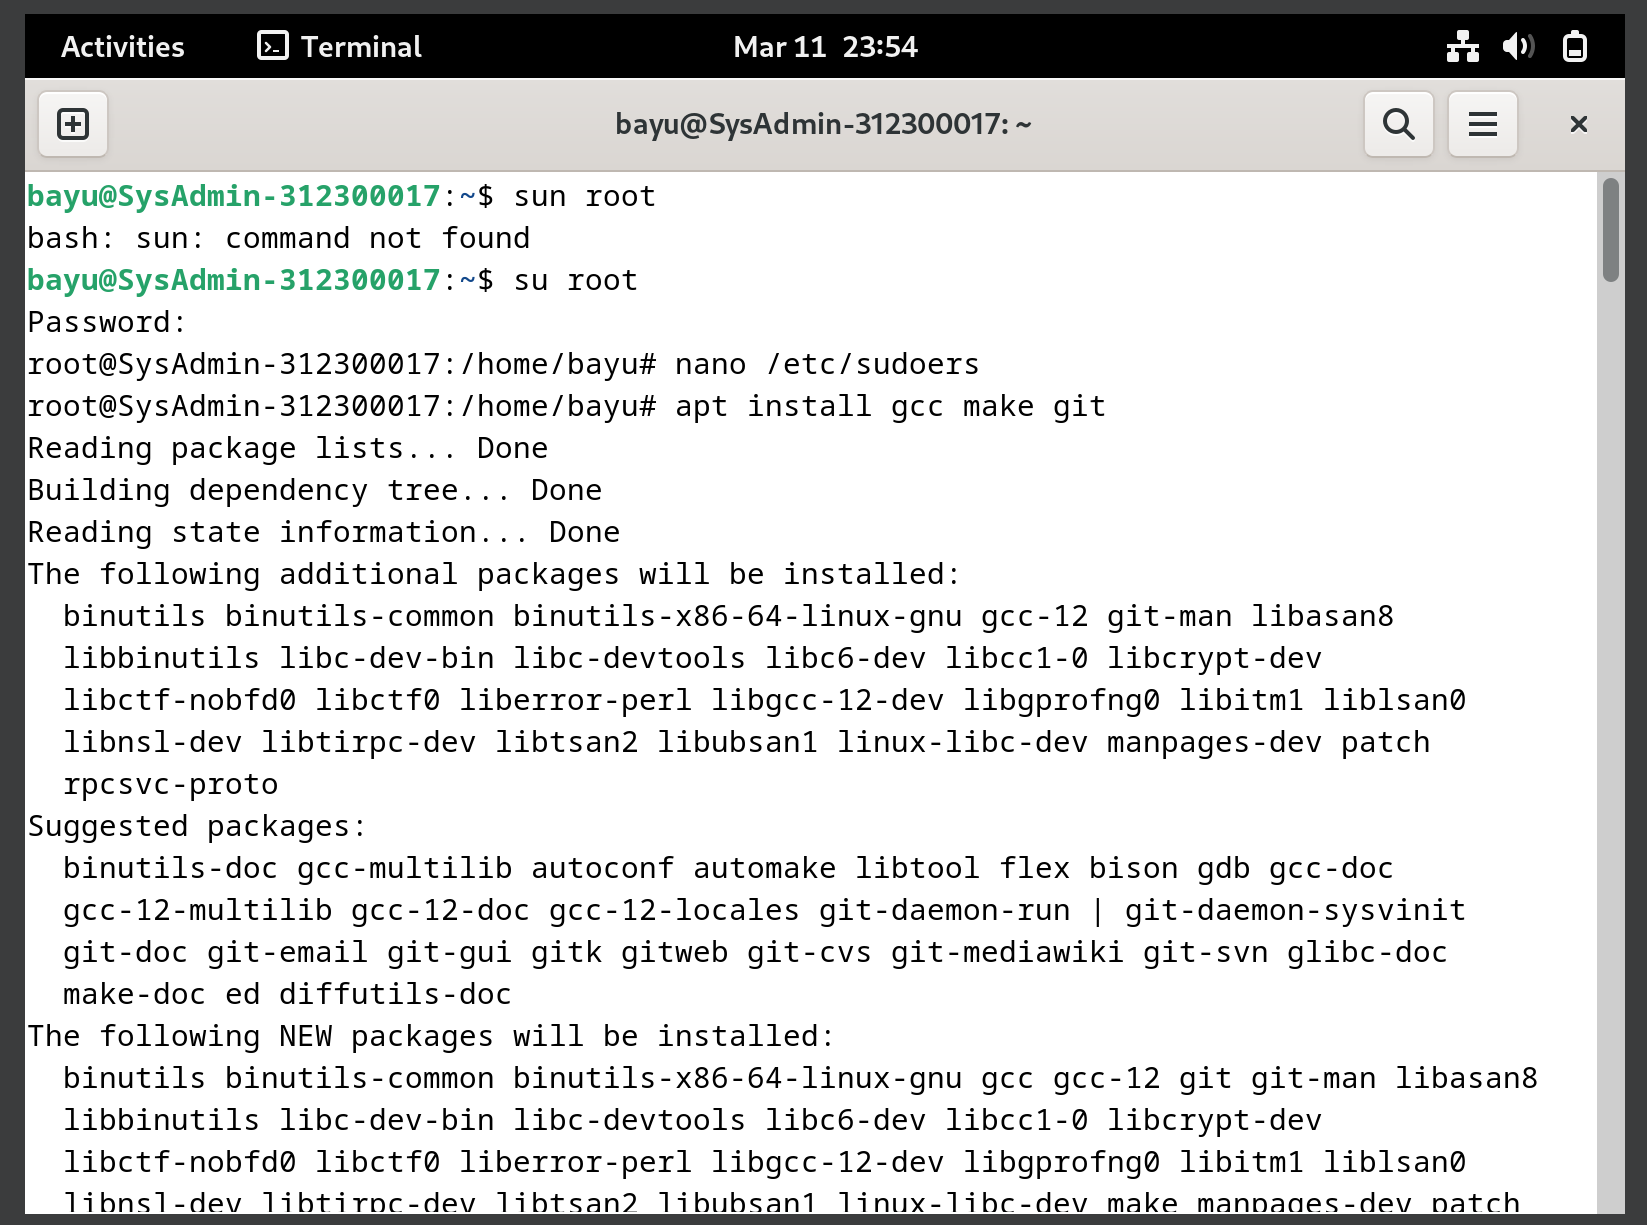 Activities Terminal Mar 11 23:54
bayu@SysAdmin-312300017: ~
bayu@SysAdmin-312300017:~$ sun root
bash: sun: command not found
bayu@SysAdmin-312300017:~$ su root
Password:
root@SysAdmin-312300017:/home/bayu# nano /etc/sudoers
root@SysAdmin-312300017:/home/bayu# apt install gcc make git
Reading package lists... Done
Building dependency tree... Done
Reading state information... Done
The following additional packages will be installed:
  binutils binutils-common binutils-x86-64-linux-gnu gcc-12 git-man libasan8
  libbinutils libc-dev-bin libc-devtools libc6-dev libcc1-0 libcrypt-dev
  libctf-nobfd0 libctf0 liberror-perl libgcc-12-dev libgprofng0 libitm1 liblsan0
  libnsl-dev libtirpc-dev libtsan2 libubsan1 linux-libc-dev manpages-dev patch
  rpcsvc-proto
Suggested packages:
  binutils-doc gcc-multilib autoconf automake libtool flex bison gdb gcc-doc
  gcc-12-multilib gcc-12-doc gcc-12-locales git-daemon-run | git-daemon-sysvinit
  git-doc git-email git-gui gitk gitweb git-cvs git-mediawiki git-svn glibc-doc
  make-doc ed diffutils-doc
The following NEW packages will be installed:
  binutils binutils-common binutils-x86-64-linux-gnu gcc gcc-12 git git-man libasan8
  libbinutils libc-dev-bin libc-devtools libc6-dev libcc1-0 libcrypt-dev
  libctf-nobfd0 libctf0 liberror-perl libgcc-12-dev libgprofng0 libitm1 liblsan0
  libnsl-dev libtirpc-dev libtsan2 libubsan1 linux-libc-dev make manpages-dev patch